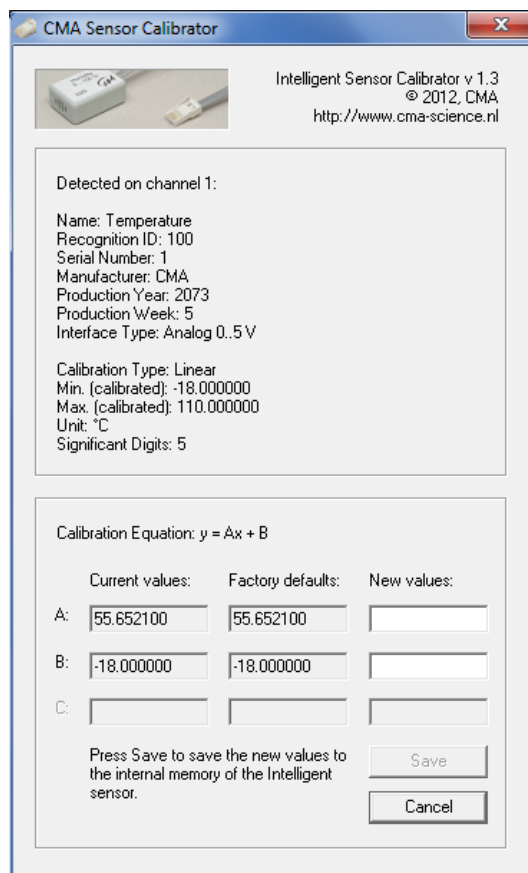 CMA Sensor Calibrator
Intelligent Sensor Calibrator v 1.3
© 2012, CMA
http://www.cma-science.nl
Detected on channel 1:
Name: Temperature
Recognition ID: 100
Serial Number: 1
Manufacturer: CMA
Production Year: 2073
Production Week: 5
Interface Type: Analog 0..5 V
Calibration Type: Linear
Min. (calibrated): -18.000000
Max. (calibrated): 110.000000
Unit: °C
Significant Digits: 5
Calibration Equation: y = Ax + B
Current values: Factory defaults: New values:
A: 55.652100 55.652100
B: -18.000000 -18.000000
C:
Press Save to save the new values to
the internal memory of the Intelligent
sensor.
Save
Cancel